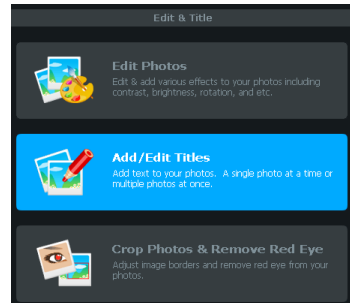 Edit & Title
Edit Photos
Edit & add various effects to your photos including
contrast, brightness, rotation, and etc.
Add/Edit Titles
Add text to your photos. A single photo at a time or
multiple photos at once.
Crop Photos & Remove Red Eye
Adjust image borders and remove red eye from your
photos.